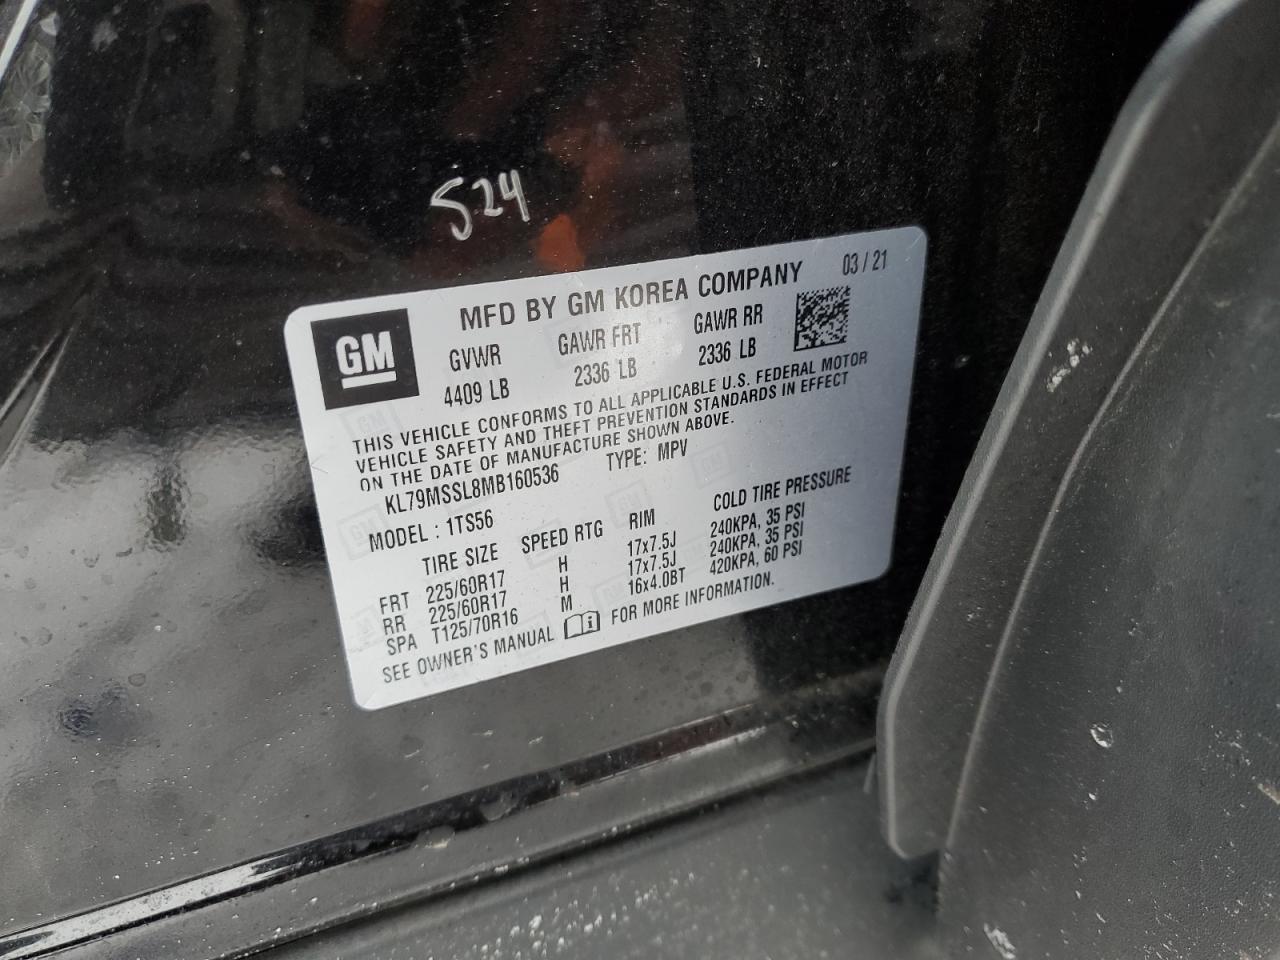 524
MFD BY GM KOREA COMPANY 03/21
GM
GVWR GAWR FRT GAWR RR
4409 LB 2336 LB 2336 LB
THIS VEHICLE CONFORMS TO ALL APPLICABLE U.S. FEDERAL MOTOR
VEHICLE SAFETY AND THEFT PREVENTION STANDARDS IN EFFECT
ON THE DATE OF MANUFACTURE SHOWN ABOVE.
KL79MSSL8MB160536 TYPE: MPV
MODEL : 1TS56
TIRE SIZE SPEED RTG RIM COLD TIRE PRESSURE
FRT 225/60R17 H 17x7.5J 240KPA, 35 PSI
RR 225/60R17 H 17x7.5J 240KPA, 35 PSI
SPA T125/70R16 M 16x4.0BT 420KPA, 60 PSI
SEE OWNER'S MANUAL FOR MORE INFORMATION.